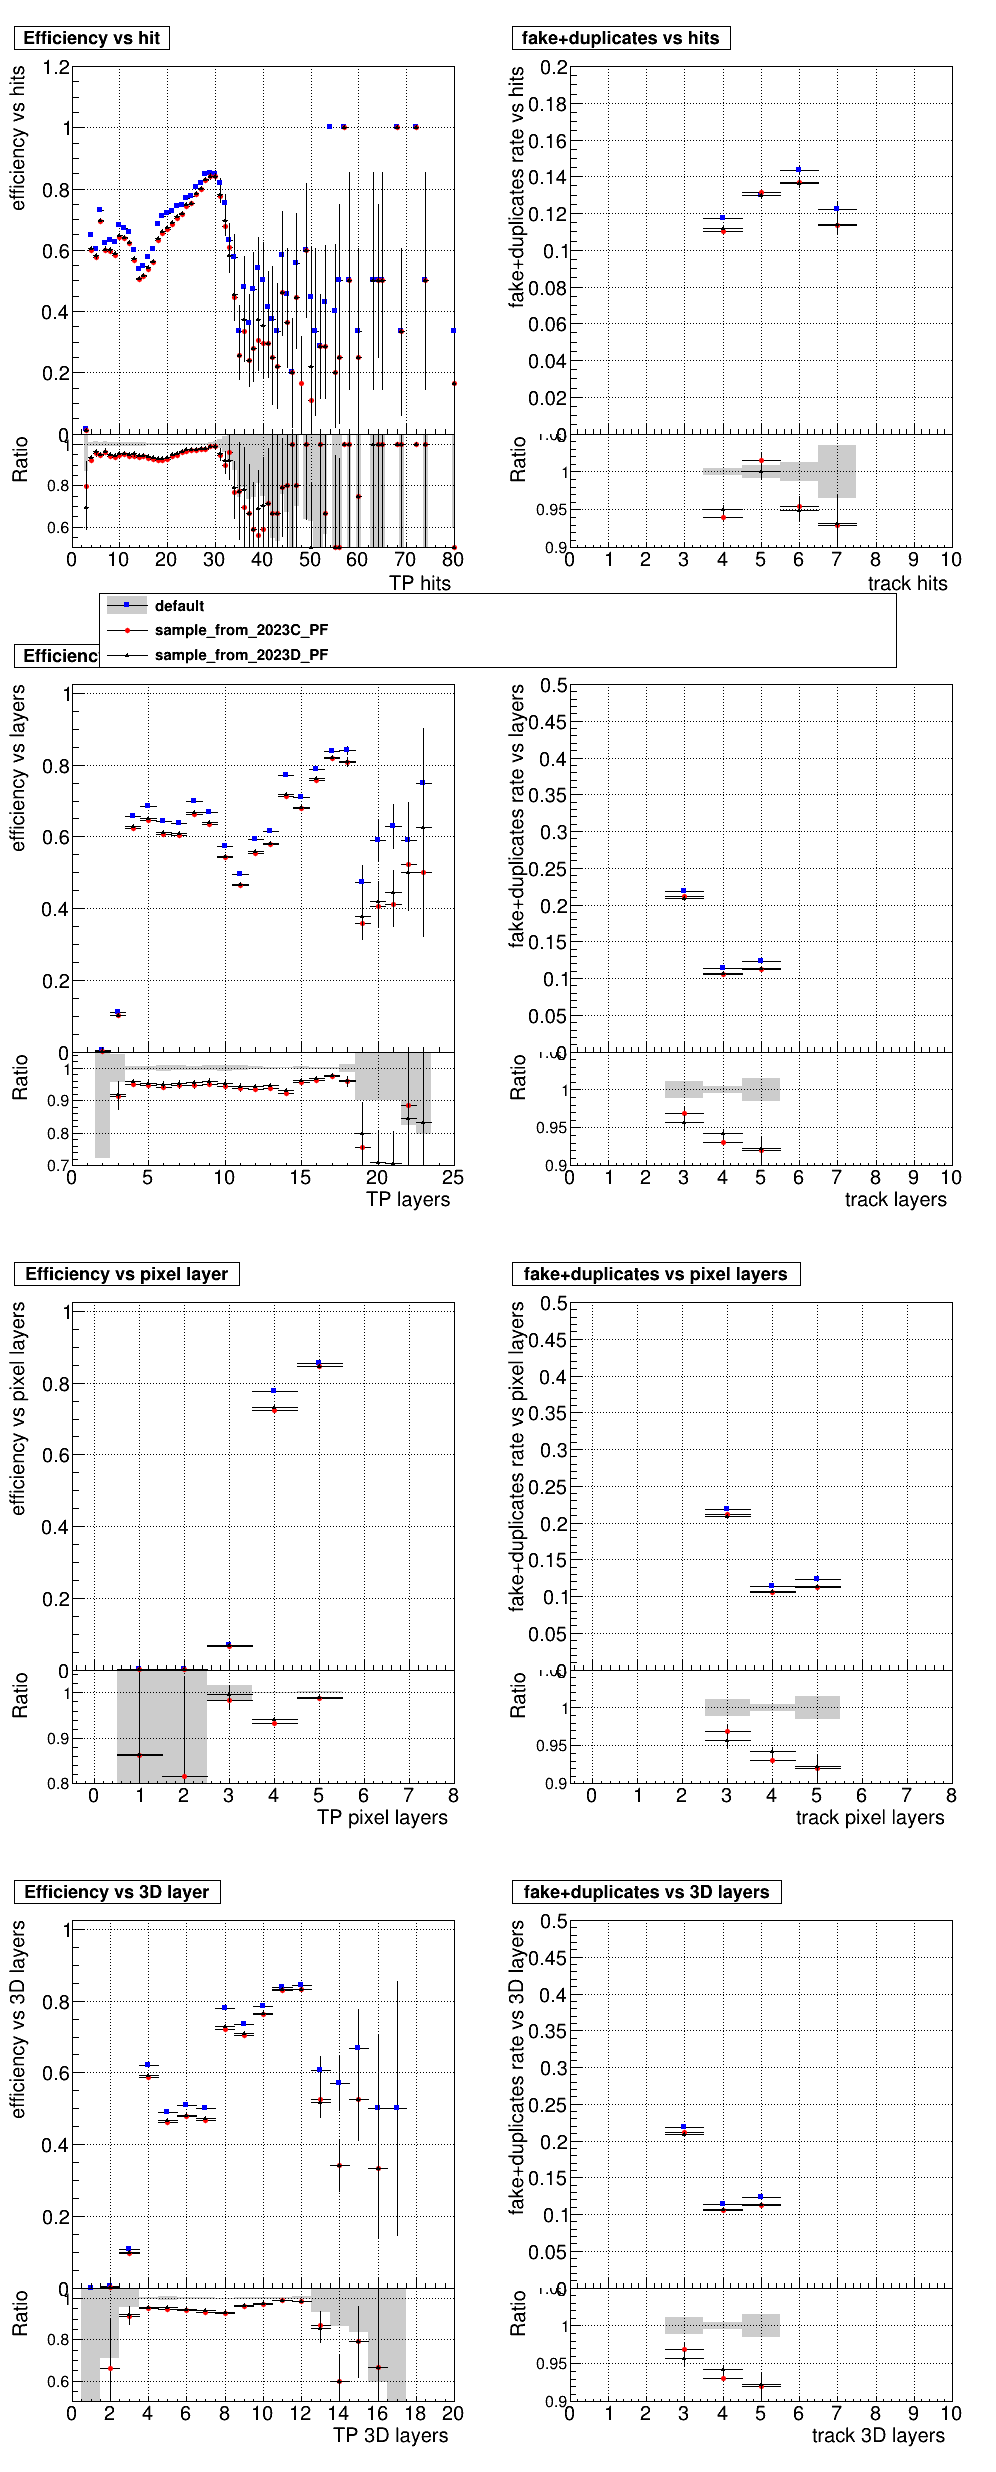 Efficiency vs hit
fake+duplicates vs hits
efficiency vs hits
1.2
1
0.8
0.6
0.4
0.2
0
Ratio
1
0.8
0.6
0 10 20 30 40 50 60 70 80
TP hits
fake+duplicates rate vs hits
0.2
0.18
0.16
0.14
0.12
0.1
0.08
0.06
0.04
0.02
0
Ratio
1
0.95
0.9
0 1 2 3 4 5 6 7 8 9 10
track hits
default
sample_from_2023C_PF
sample_from_2023D_PF
efficiency vs layers
1
0.8
0.6
0.4
0.2
0
Ratio
1
0.9
0.8
0.7
0 5 10 15 20 25
TP layers
fake+duplicates rate vs layers
0.5
0.45
0.4
0.35
0.3
0.25
0.2
0.15
0.1
0.05
0
Ratio
1
0.95
0.9
0 1 2 3 4 5 6 7 8 9 10
track layers
Efficiency vs pixel layer
fake+duplicates vs pixel layers
efficiency vs pixel layers
1
0.8
0.6
0.4
0.2
0
Ratio
1
0.9
0.8
0 1 2 3 4 5 6 7 8
TP pixel layers
fake+duplicates rate vs pixel layers
0.5
0.45
0.4
0.35
0.3
0.25
0.2
0.15
0.1
0.05
0
Ratio
1
0.95
0.9
0 1 2 3 4 5 6 7 8
track pixel layers
Efficiency vs 3D layer
fake+duplicates vs 3D layers
efficiency vs 3D layers
1
0.8
0.6
0.4
0.2
0
Ratio
1
0.8
0.6
0 2 4 6 8 10 12 14 16 18 20
TP 3D layers
fake+duplicates rate vs 3D layers
0.5
0.45
0.4
0.35
0.3
0.25
0.2
0.15
0.1
0.05
0
Ratio
1
0.95
0.9
0 1 2 3 4 5 6 7 8 9 10
track 3D layers